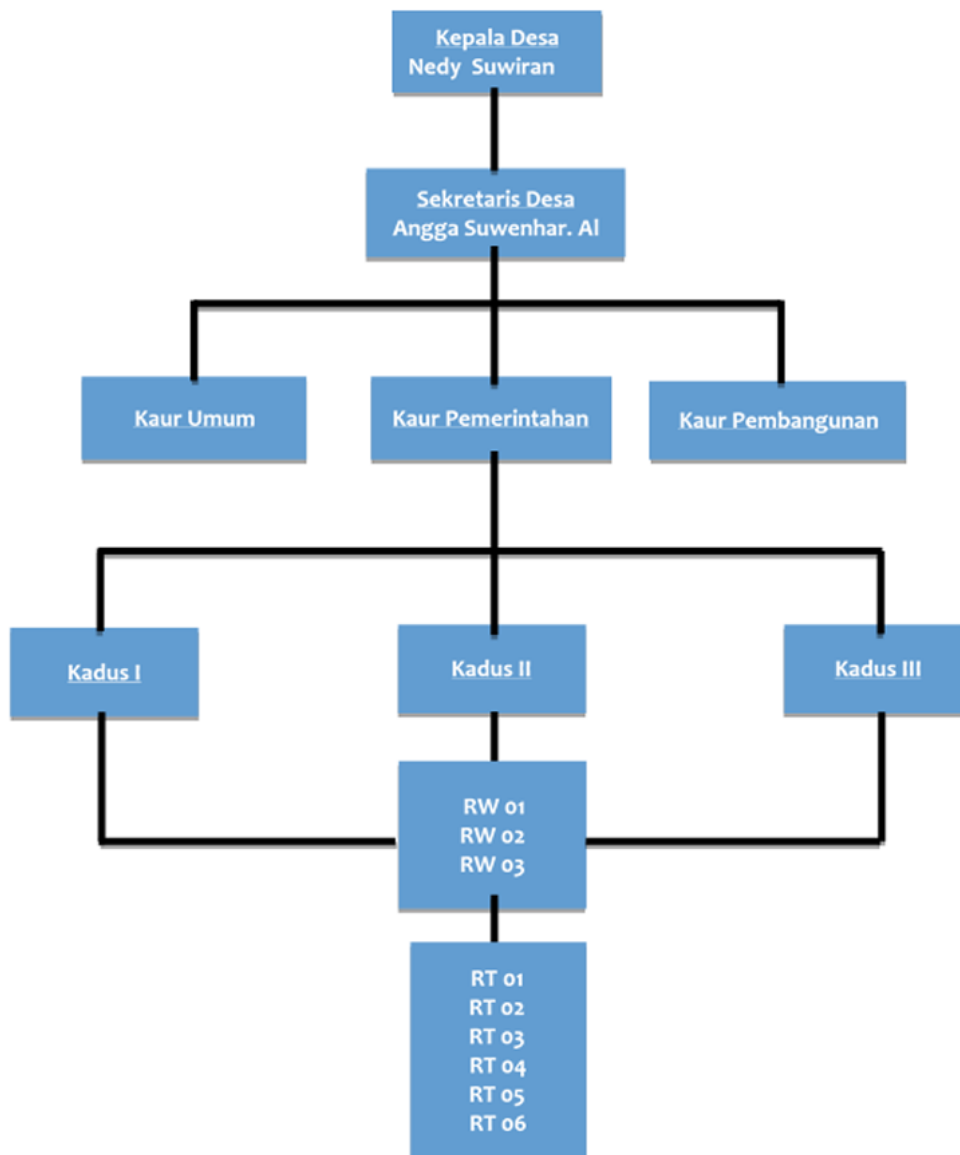 Kepala Desa
Nedy Suwiran
Sekretaris Desa
Angga Suwenhar. Al
Kaur Umum
Kaur Pemerintahan
Kaur Pembangunan
Kadus I
Kadus II
Kadus III
RW 01
RW 02
RW 03
RT 01
RT 02
RT 03
RT 04
RT 05
RT 06